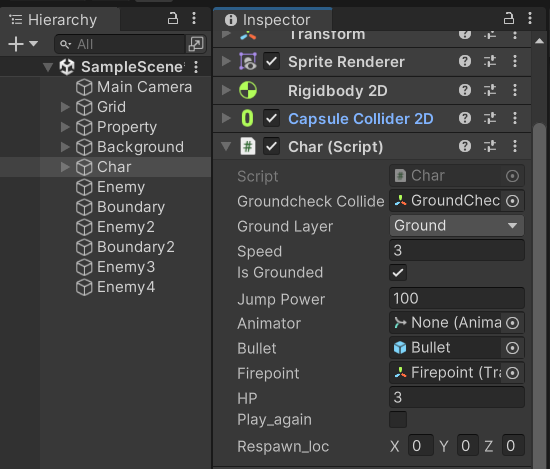 Hierarchy
All
SampleScene
Main Camera
Grid
Property
Background
Char
Enemy
Boundary
Enemy2
Boundary2
Enemy3
Enemy4
Inspector
Transform
Sprite Renderer
Rigidbody 2D
Capsule Collider 2D
# Char (Script)
Script # Char
Groundcheck Collide GroundChec
Ground Layer Ground
Speed 3
Is Grounded
Jump Power 100
Animator None (Anima
Bullet Bullet
Firepoint Firepoint (Tra
HP 3
Play_again
Respawn_loc X 0 Y 0 Z 0